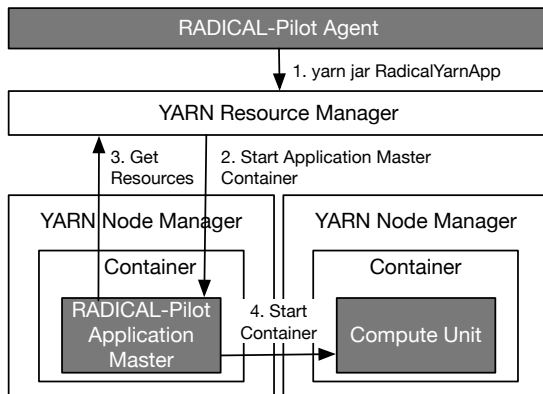 RADICAL-Pilot Agent
1. yarn jar RadicalYarnApp
YARN Resource Manager
3. Get
Resources
2. Start Application Master
Container
YARN Node Manager
Container
RADICAL-Pilot
Application
Master
4. Start
Container
YARN Node Manager
Container
Compute Unit